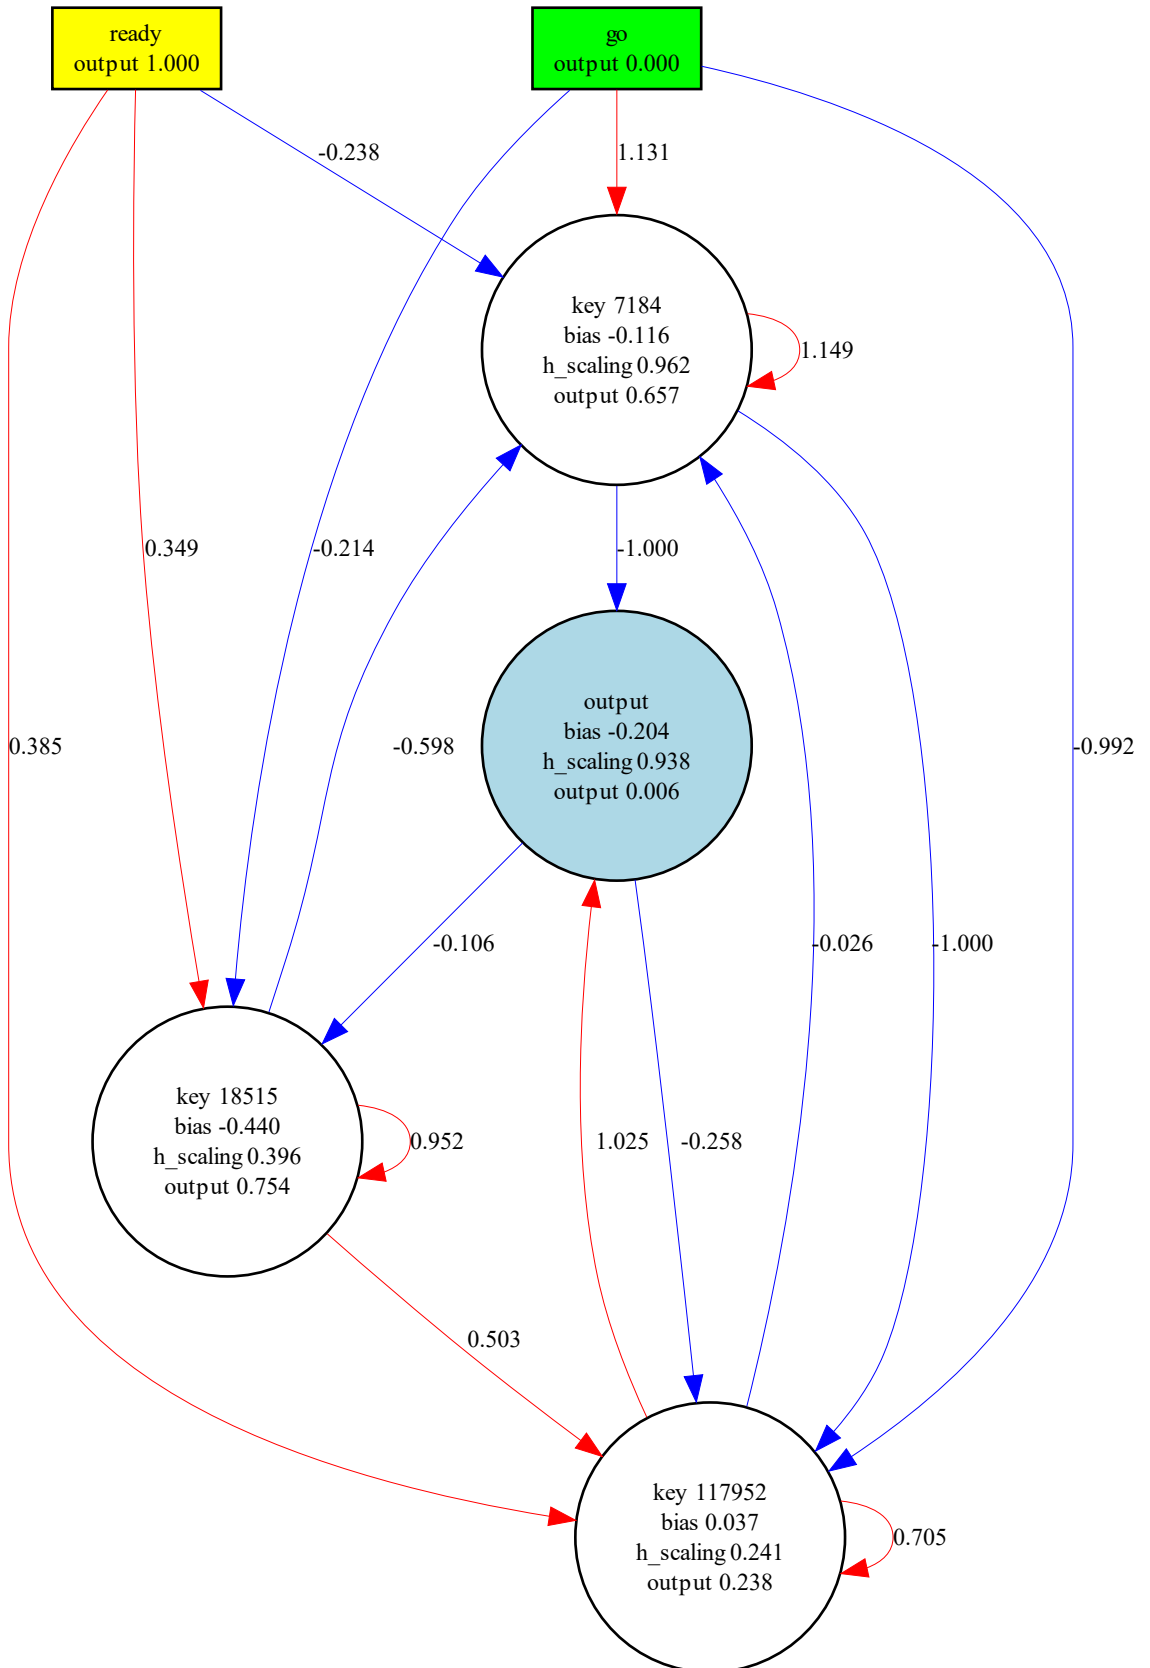 ready
output 1.000
go
output 0.000
-0.238
1.131
key 7184
bias -0.116
h_scaling 0.962
output 0.657
1.149
0.349
-0.214
-1.000
output
bias -0.204
h_scaling 0.938
output 0.006
0.385
-0.598
-0.992
-0.106
-0.026
-1.000
key 18515
bias -0.440
h_scaling 0.396
output 0.754
0.952
1.025
-0.258
0.503
key 117952
bias 0.037
h_scaling 0.241
output 0.238
0.705